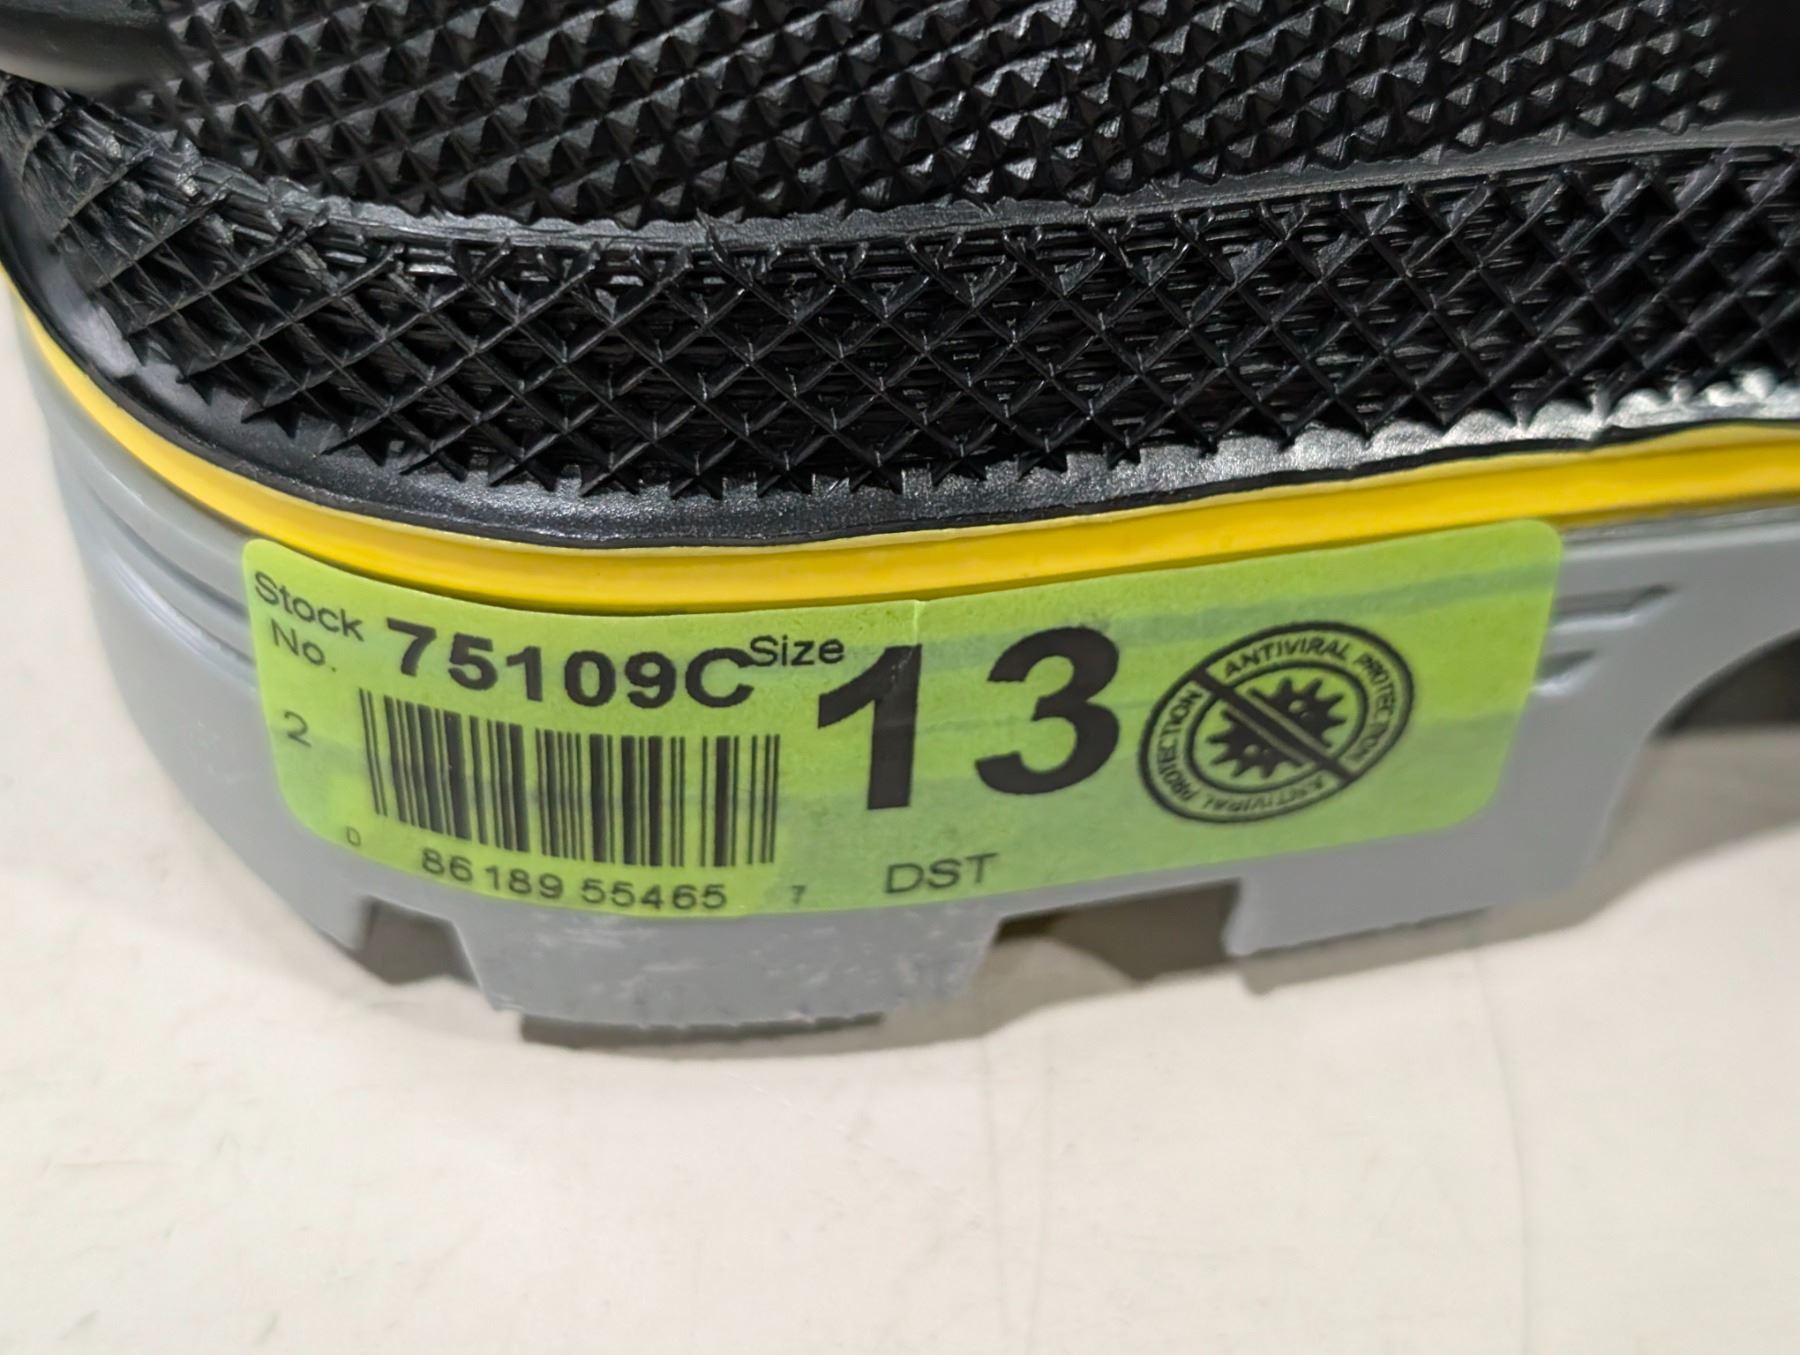 Stock
No. 75109C Size 13
2
0 86189 55465 7
DST
ANTIVIRAL PROTECTION
ANTIVIRAL PROTECTION